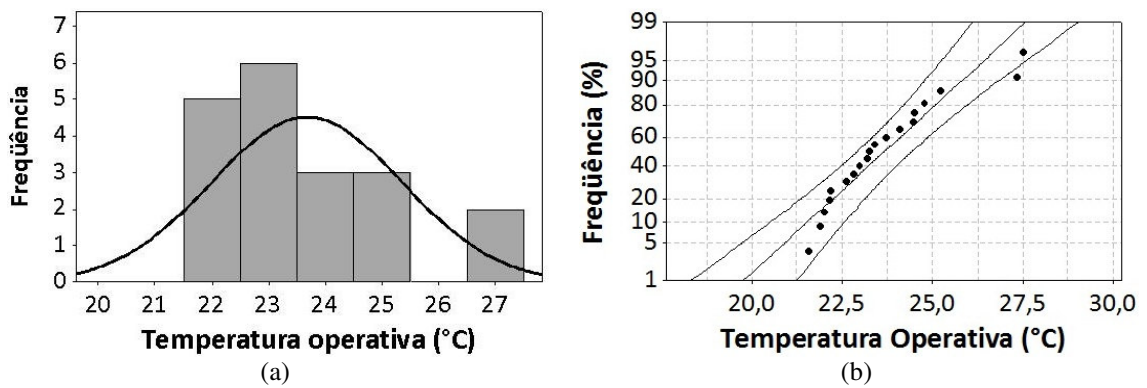 Freqüência
7
6
5
4
3
2
1
0
20 21 22 23 24 25 26 27
Temperatura operativa (°C)
(a)
Freqüência (%)
99
95
90
80
60
40
20
10
5
1
20,0 22,5 25,0 27,5 30,0
Temperatura Operativa (°C)
(b)